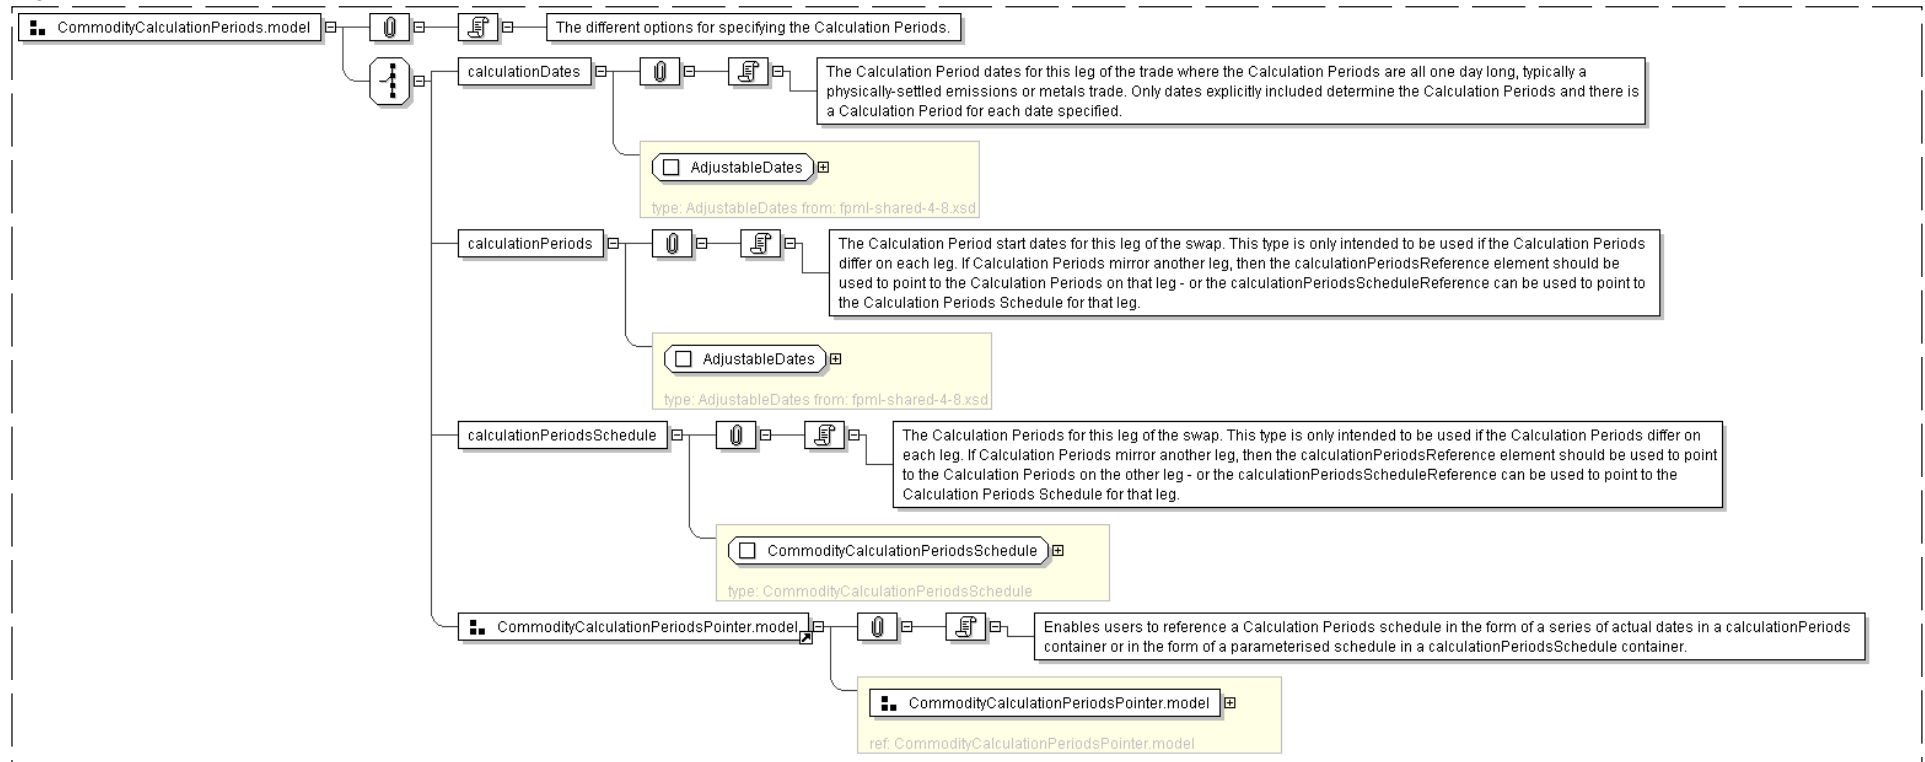 CommodityCalculationPeriods.model
The different options for specifying the Calculation Periods.
calculationDates
The Calculation Period dates for this leg of the trade where the Calculation Periods are all one day long, typically a
physically-settled emissions or metals trade. Only dates explicitly included determine the Calculation Periods and there is
a Calculation Period for each date specified.
AdjustableDates
type: AdjustableDates from: fpml-shared-4-8.xsd
calculationPeriods
The Calculation Period start dates for this leg of the swap. This type is only intended to be used if the Calculation Periods
differ on each leg. If Calculation Periods mirror another leg, then the calculationPeriodsReference element should be
used to point to the Calculation Periods on that leg - or the calculationPeriodsScheduleReference can be used to point to
the Calculation Periods Schedule for that leg.
AdjustableDates
type: AdjustableDates from: fpml-shared-4-8.xsd
calculationPeriodsSchedule
The Calculation Periods for this leg of the swap. This type is only intended to be used if the Calculation Periods differ on
each leg. If Calculation Periods mirror another leg, then the calculationPeriodsReference element should be used to point
to the Calculation Periods on the other leg - or the calculationPeriodsScheduleReference can be used to point to the
Calculation Periods Schedule for that leg.
CommodityCalculationPeriodsSchedule
type: CommodityCalculationPeriodsSchedule
CommodityCalculationPeriodsPointer.model
Enables users to reference a Calculation Periods schedule in the form of a series of actual dates in a calculationPeriods
container or in the form of a parameterised schedule in a calculationPeriodsSchedule container.
CommodityCalculationPeriodsPointer.model
ref: CommodityCalculationPeriodsPointer.model